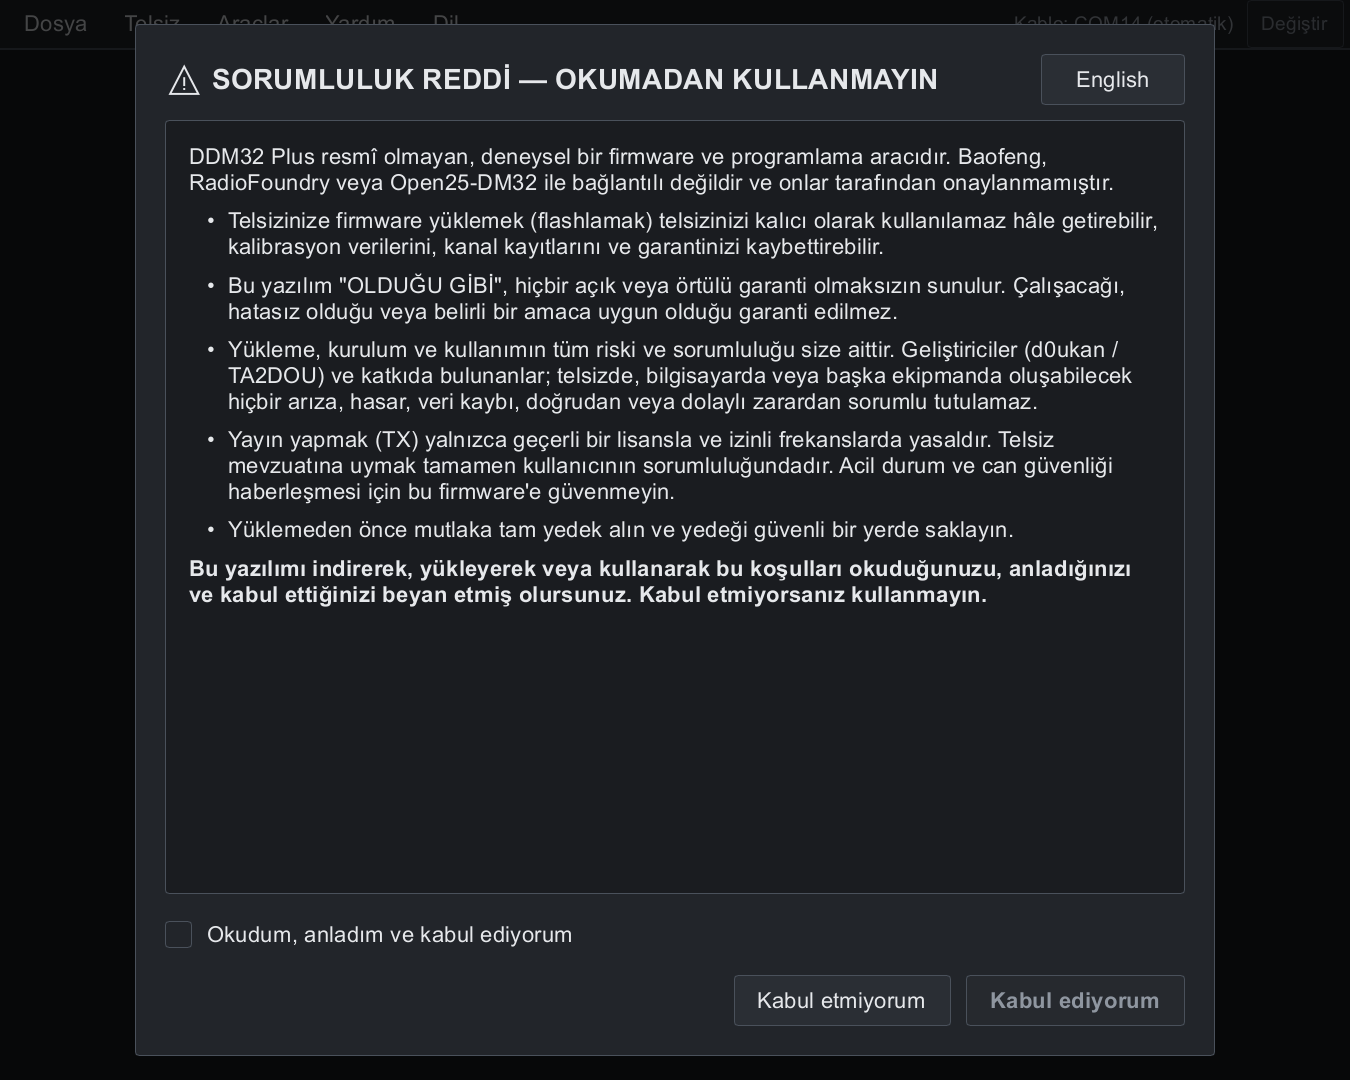 Dosya Telsiz Araçlar Yardım Dil Kablo: COM14 (otomatik) Değiştir
SORUMLULUK REDDİ — OKUMADAN KULLANMAYIN
English
DDM32 Plus resmî olmayan, deneysel bir firmware ve programlama aracıdır. Baofeng,
RadioFoundry veya Open25-DM32 ile bağlantılı değildir ve onlar tarafından onaylanmamıştır.
• Telsizinize firmware yüklemek (flashlamak) telsizinizi kalıcı olarak kullanılamaz hâle getirebilir,
kalibrasyon verilerini, kanal kayıtlarını ve garantinizi kaybettirebilir.
• Bu yazılım "OLDUĞU GİBİ", hiçbir açık veya örtülü garanti olmaksızın sunulur. Çalışacağı,
hatasız olduğu veya belirli bir amaca uygun olduğu garanti edilmez.
• Yükleme, kurulum ve kullanımın tüm riski ve sorumluluğu size aittir. Geliştiriciler (d0ukan /
TA2DOU) ve katkıda bulunanlar; telsizde, bilgisayarda veya başka ekipmanda oluşabilecek
hiçbir arıza, hasar, veri kaybı, doğrudan veya dolaylı zarardan sorumlu tutulamaz.
• Yayın yapmak (TX) yalnızca geçerli bir lisansla ve izinli frekanslarda yasaldır. Telsiz
mevzuatına uymak tamamen kullanıcının sorumluluğundadır. Acil durum ve can güvenliği
haberleşmesi için bu firmware'e güvenmeyin.
• Yüklemeden önce mutlaka tam yedek alın ve yedeği güvenli bir yerde saklayın.
Bu yazılımı indirerek, yükleyerek veya kullanarak bu koşulları okuduğunuzu, anladığınızı
ve kabul ettiğinizi beyan etmiş olursunuz. Kabul etmiyorsanız kullanmayın.
Okudum, anladım ve kabul ediyorum
Kabul etmiyorum Kabul ediyorum